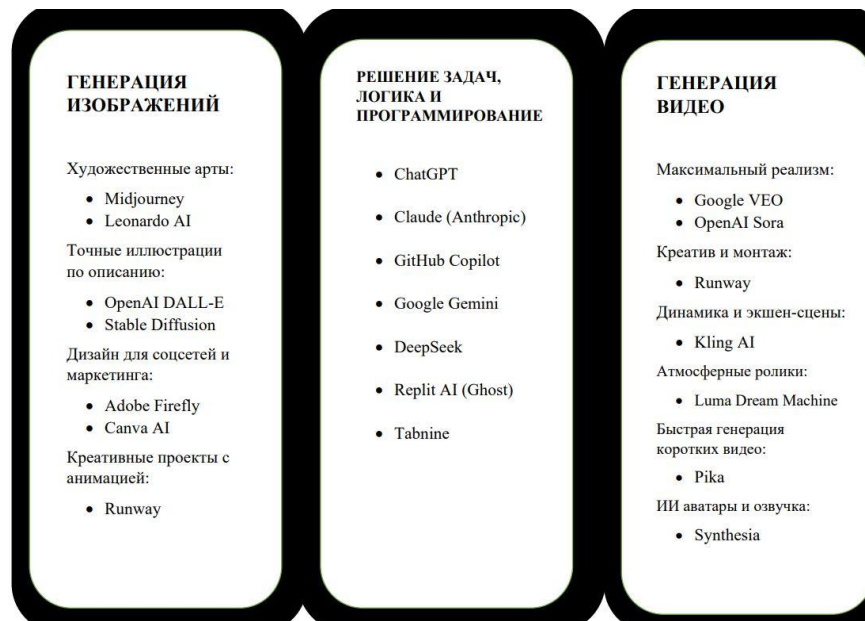 ГЕНЕРАЦИЯ
ИЗОБРАЖЕНИЙ
Художественные арты:
• Midjourney
• Leonardo AI
Точные иллюстрации
по описанию:
• OpenAI DALL-E
• Stable Diffusion
Дизайн для соцсетей и
маркетинга:
• Adobe Firefly
• Canva AI
Креативные проекты с
анимацией:
• Runway
РЕШЕНИЕ ЗАДАЧ,
ЛОГИКА И
ПРОГРАММИРОВАНИЕ
• ChatGPT
• Claude (Anthropic)
• GitHub Copilot
• Google Gemini
• DeepSeek
• Replit AI (Ghost)
• Tabnine
ГЕНЕРАЦИЯ
ВИДЕО
Максимальный реализм:
• Google VEO
• OpenAI Sora
Креатив и монтаж:
• Runway
Динамика и экшен-сцены:
• Kling AI
Атмосферные ролики:
• Luma Dream Machine
Быстрая генерация
коротких видео:
• Pika
ИИ аватары и озвучка:
• Synthesia